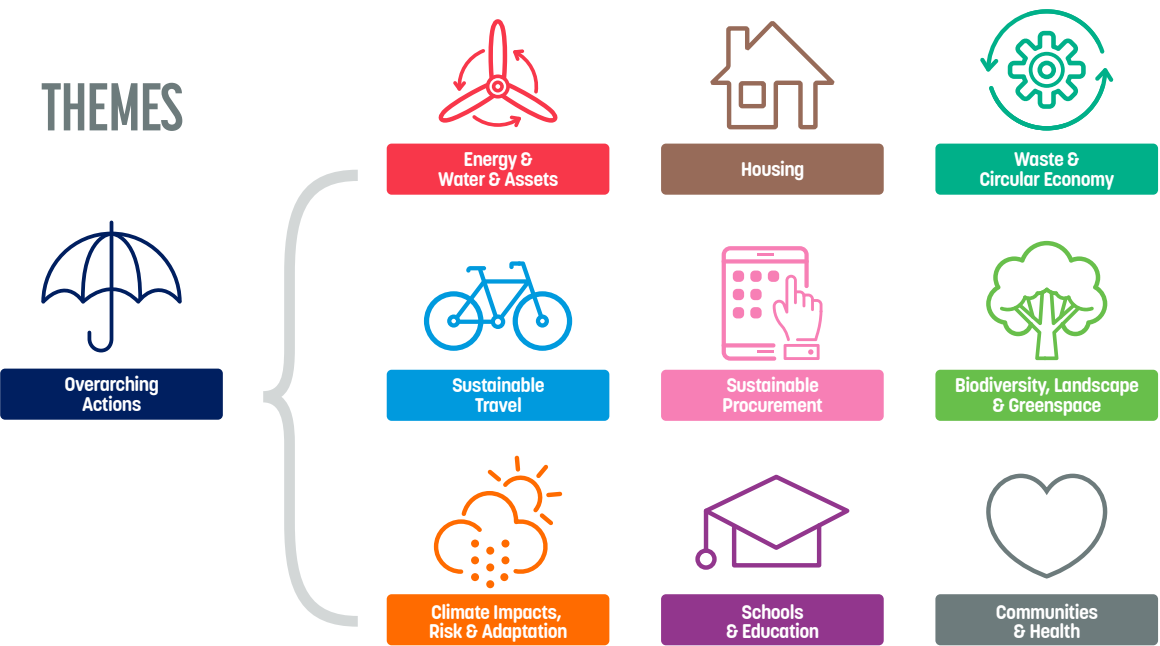 THEMES
Overarching
Actions
Energy &
Water & Assets
Housing
Waste &
Circular Economy
Sustainable
Travel
Sustainable
Procurement
Biodiversity, Landscape
& Greenspace
Climate Impacts,
Risk & Adaptation
Schools
& Education
Communities
& Health